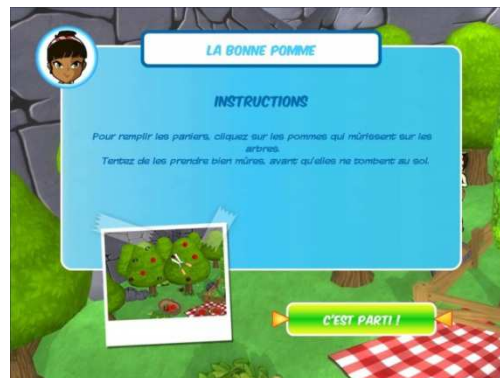 LA BONNE POMME
INSTRUCTIONS
Pour remplir les paniers, cliquez sur les pommes qui mûrissent sur les
arbres.
Tentez de les prendre bien mûres, avant qu'elles ne tombent au sol.
C'EST PARTI !